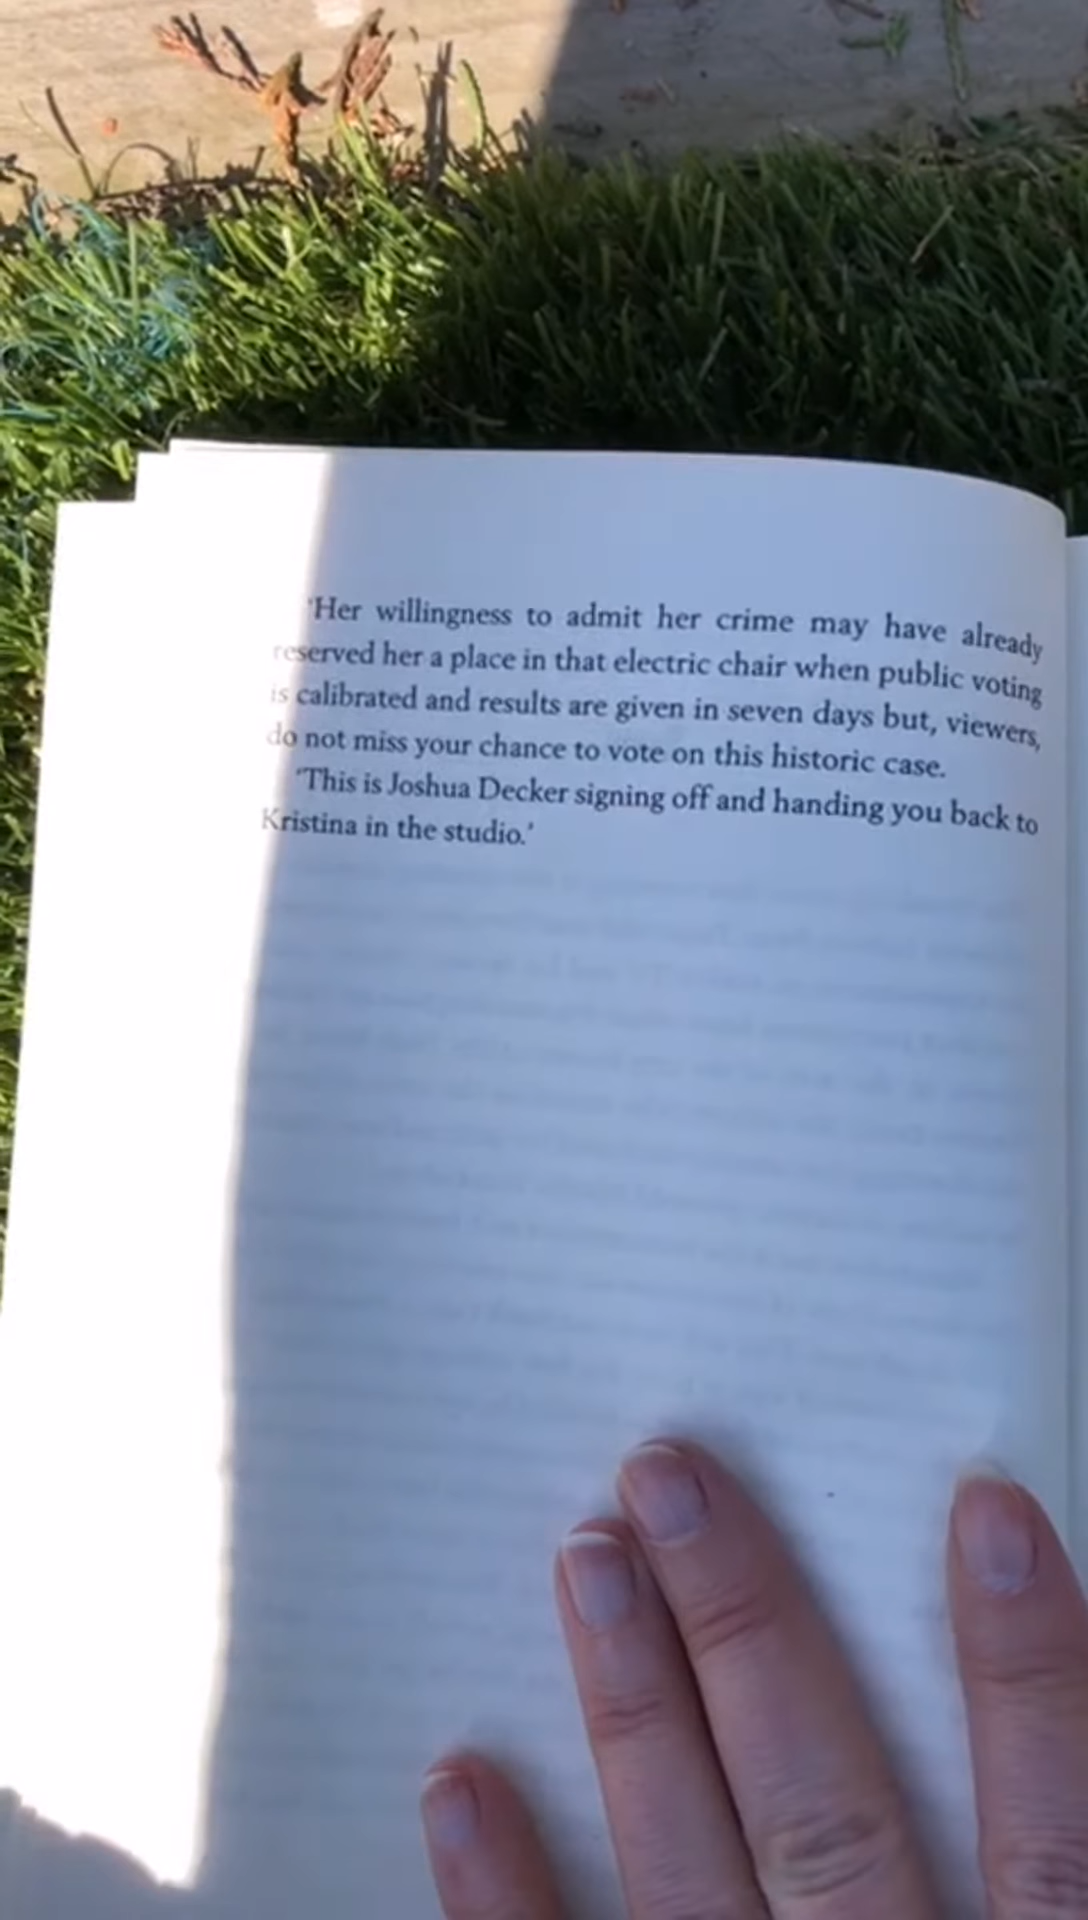 'Her willingness to admit her crime may have already
reserved her a place in that electric chair when public voting
is calibrated and results are given in seven days but, viewers,
do not miss your chance to vote on this historic case.
'This is Joshua Decker signing off and handing you back to
Kristina in the studio.'